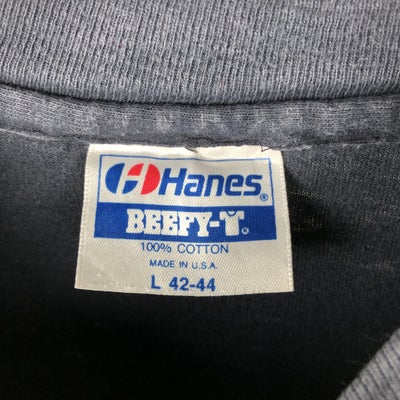 Hanes®
BEEFY-T®
100% COTTON
MADE IN U.S.A.
L 42-44